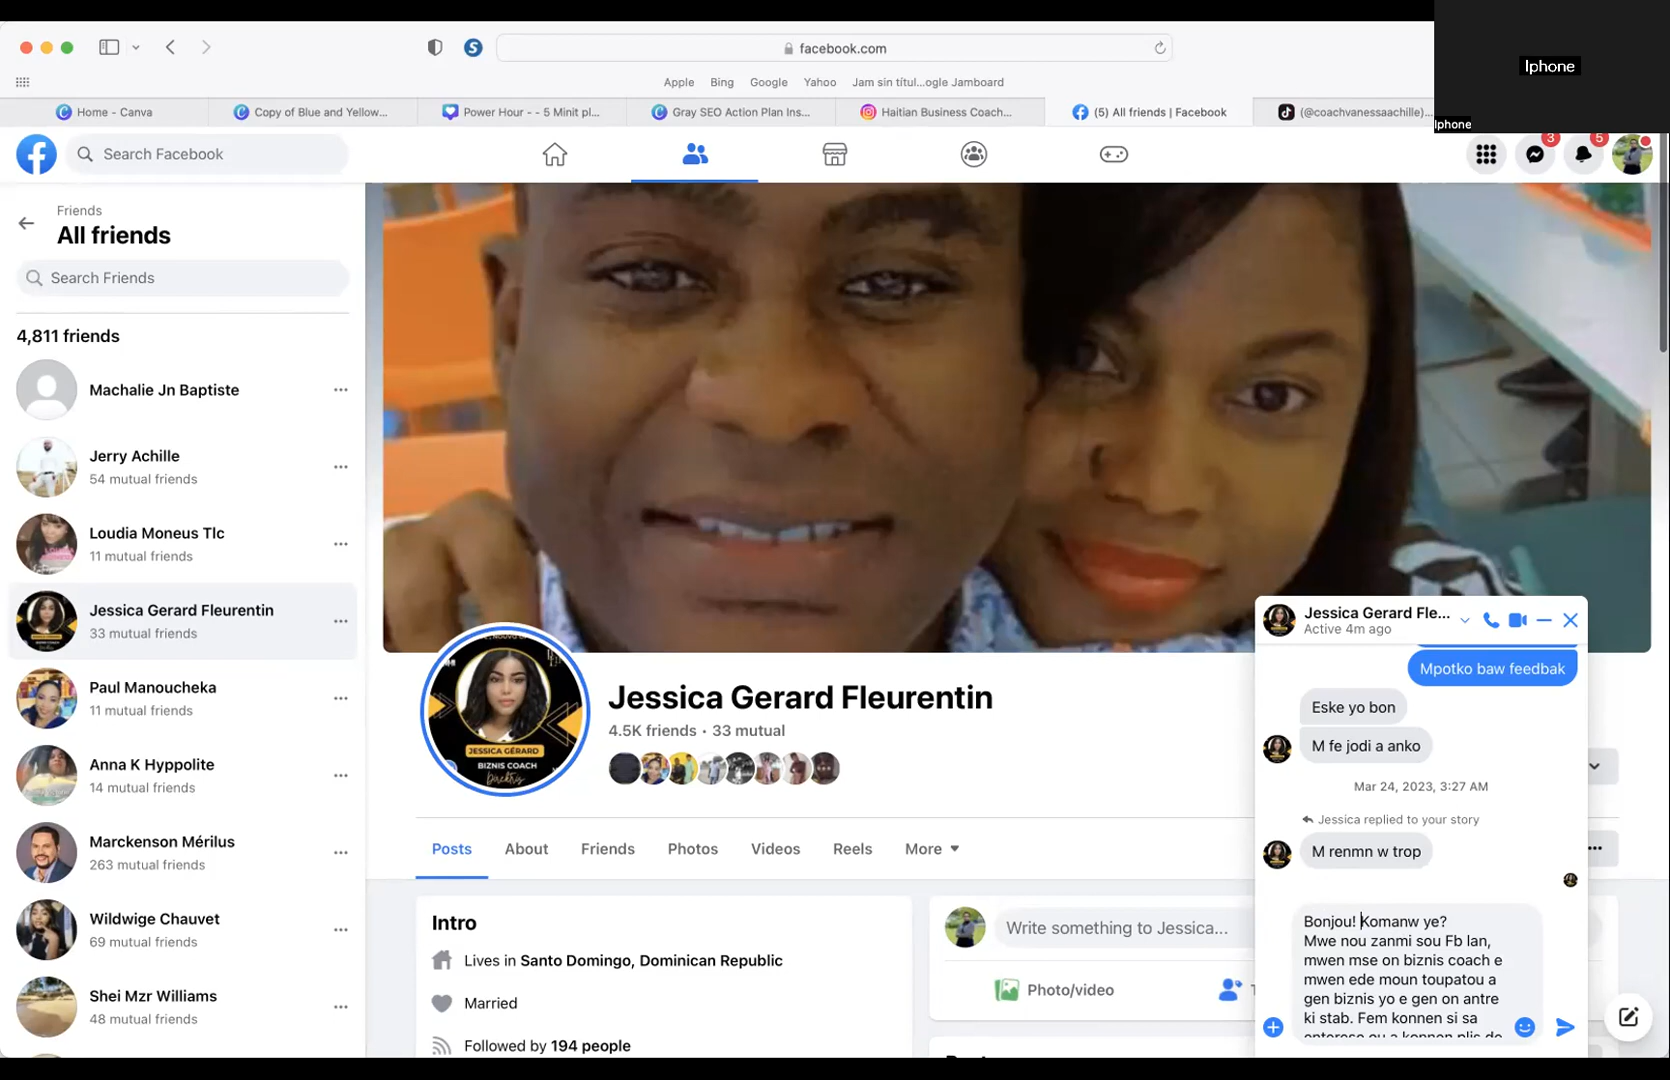 facebook.com
Iphone
Iphone
Apple
Bing
Google
Yahoo
Jam sin títul...ogle Jamboard
Home - Canva
Copy of Blue and Yellow...
Power Hour - - 5 Minit pl...
Gray SEO Action Plan Ins...
Haitian Business Coach...
(5) All friends | Facebook
(@coachvanessaachille)...
Search Facebook
3
5
Friends
All friends
Search Friends
4,811 friends
Machalie Jn Baptiste
Jerry Achille
54 mutual friends
Loudia Moneus Tlc
11 mutual friends
Jessica Gerard Fleurentin
33 mutual friends
Paul Manoucheka
11 mutual friends
Anna K Hyppolite
14 mutual friends
Marckenson Mérilus
263 mutual friends
Wildwige Chauvet
69 mutual friends
Shei Mzr Williams
48 mutual friends
JESSICA GÉRARD
BIZNIS COACH
Jessica Gerard Fleurentin
4.5K friends · 33 mutual
Posts
About
Friends
Photos
Videos
Reels
More
Intro
Lives in Santo Domingo, Dominican Republic
Married
Followed by 194 people
Write something to Jessica...
Photo/video
Jessica Gerard Fle...
Active 4m ago
Mpotko baw feedbak
Eske yo bon
M fe jodi a anko
Mar 24, 2023, 3:27 AM
Jessica replied to your story
M renmn w trop
Bonjou! Komanw ye?
Mwe nou zanmi sou Fb lan,
mwen mse on biznis coach e
mwen ede moun toupatou a
gen biznis yo e gen on antre
ki stab. Fem konnen si sa